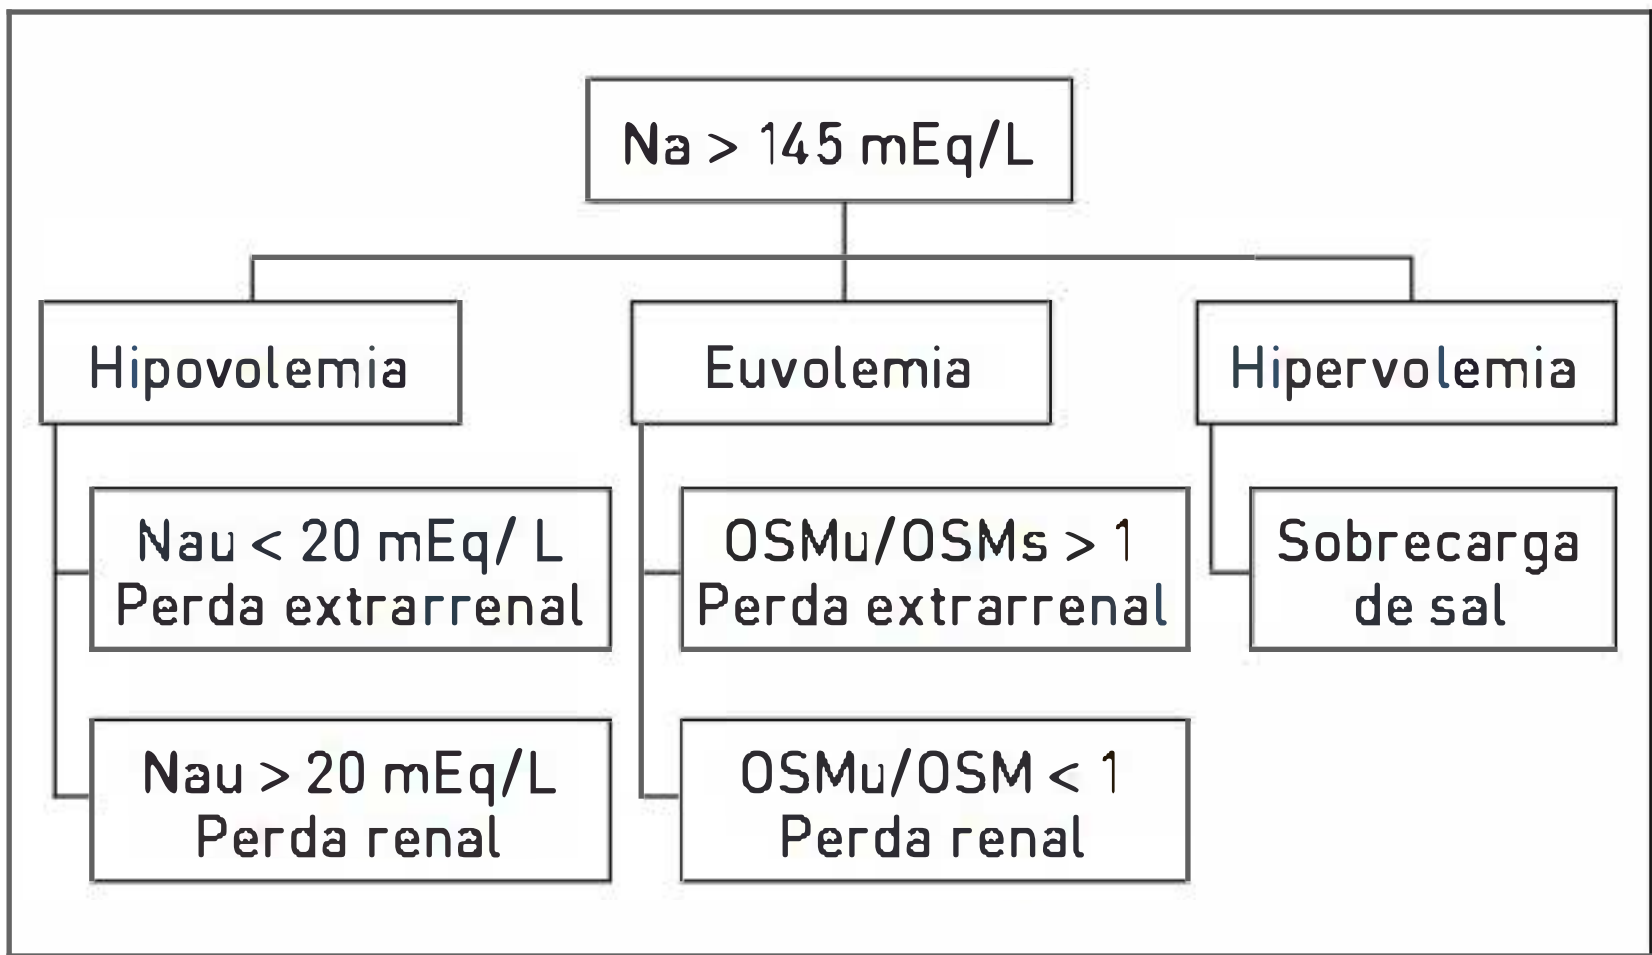 Na > 145 mEq/L
Hipovolemia
Euvolemia
Hipervolemia
Nau < 20 mEq/ L
Perda extrarrenal
OSMu/OSMs > 1
Perda extrarrenal
Sobrecarga
de sal
Nau > 20 mEq/L
Perda renal
OSMu/OSM < 1
Perda renal